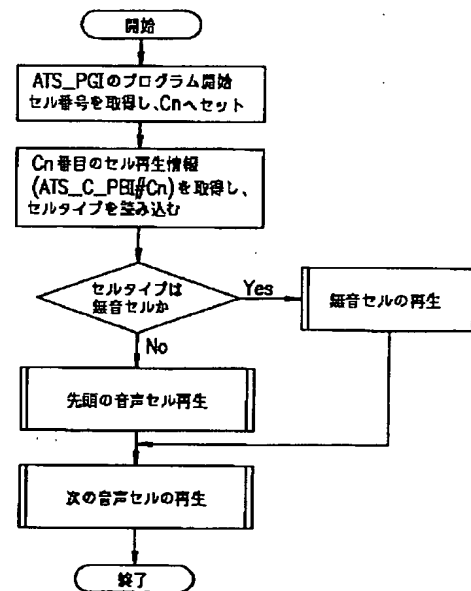 開始
ATS_PGIのプログラム開始
セル番号を取得し、Cnへセット
Cn番目のセル再生情報
(ATS_C_PBI#Cn)を取得し、
セルタイプを読み込む
セルタイプは
無音セルか
Yes
無音セルの再生
No
先頭の音声セル再生
次の音声セルの再生
終了